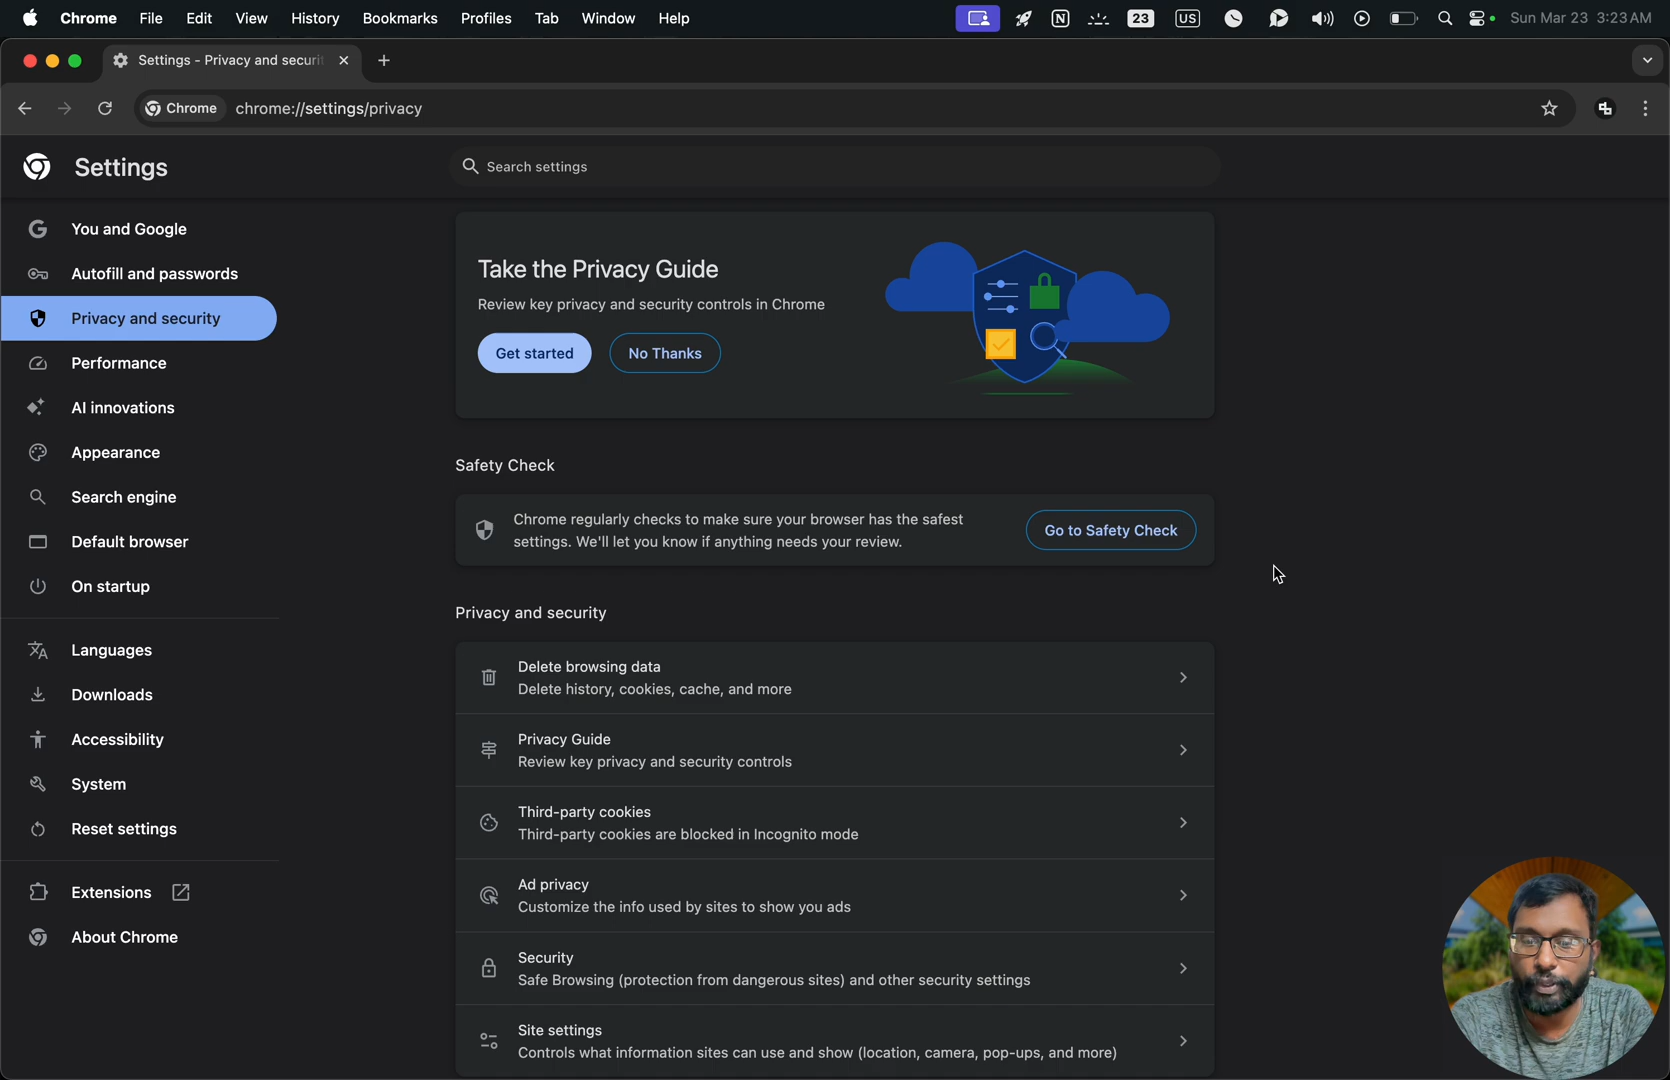 Chrome File Edit View History Bookmarks Profiles Tab Window Help 23 US Sun Mar 23 3:23 AM
Settings - Privacy and securi
Chrome chrome://settings/privacy
Settings
Search settings
You and Google
Autofill and passwords
Privacy and security
Performance
AI innovations
Appearance
Search engine
Default browser
On startup
Languages
Downloads
Accessibility
System
Reset settings
Extensions
About Chrome
Take the Privacy Guide
Review key privacy and security controls in Chrome
Get started No Thanks
Safety Check
Chrome regularly checks to make sure your browser has the safest
settings. We'll let you know if anything needs your review.
Go to Safety Check
Privacy and security
Delete browsing data
Delete history, cookies, cache, and more
Privacy Guide
Review key privacy and security controls
Third-party cookies
Third-party cookies are blocked in Incognito mode
Ad privacy
Customize the info used by sites to show you ads
Security
Safe Browsing (protection from dangerous sites) and other security settings
Site settings
Controls what information sites can use and show (location, camera, pop-ups, and more)